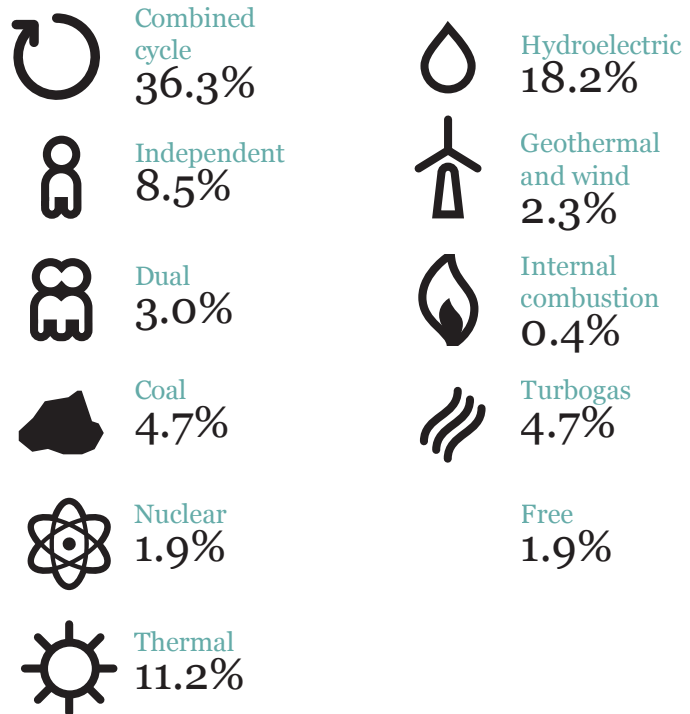 Combined
cycle
36.3%
Independent
8.5%
Dual
3.0%
Coal
4.7%
Nuclear
1.9%
Thermal
11.2%
Hydroelectric
18.2%
Geothermal
and wind
2.3%
Internal
combustion
0.4%
Turbogas
4.7%
Free
1.9%